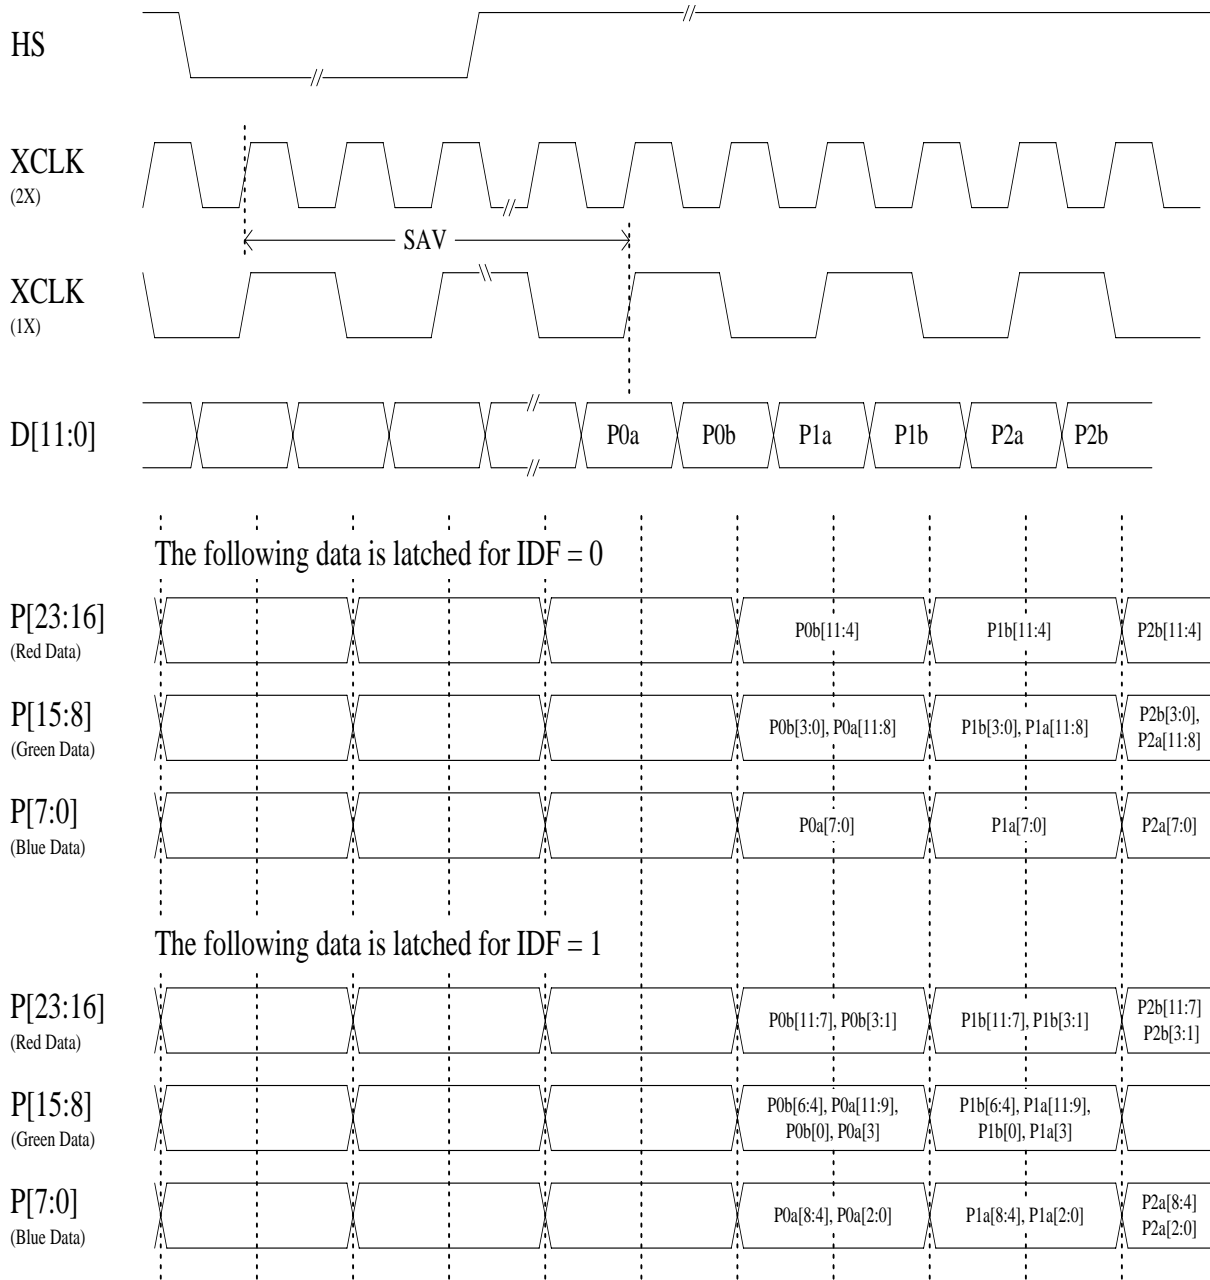 HS
XCLK
(2X)
SAV
XCLK
(1X)
D[11:0]
P0a P0b P1a P1b P2a P2b
The following data is latched for IDF = 0
P[23:16]
(Red Data)
P0b[11:4] P1b[11:4] P2b[11:4]
P[15:8]
(Green Data)
P0b[3:0], P0a[11:8] P1b[3:0], P1a[11:8] P2b[3:0],
P2a[11:8]
P[7:0]
(Blue Data)
P0a[7:0] P1a[7:0] P2a[7:0]
The following data is latched for IDF = 1
P[23:16]
(Red Data)
P0b[11:7], P0b[3:1] P1b[11:7], P1b[3:1] P2b[11:7]
P2b[3:1]
P[15:8]
(Green Data)
P0b[6:4], P0a[11:9], P1b[6:4], P1a[11:9],
P0b[0], P0a[3] P1b[0], P1a[3]
P[7:0]
(Blue Data)
P0a[8:4], P0a[2:0] P1a[8:4], P1a[2:0] P2a[8:4]
P2a[2:0]